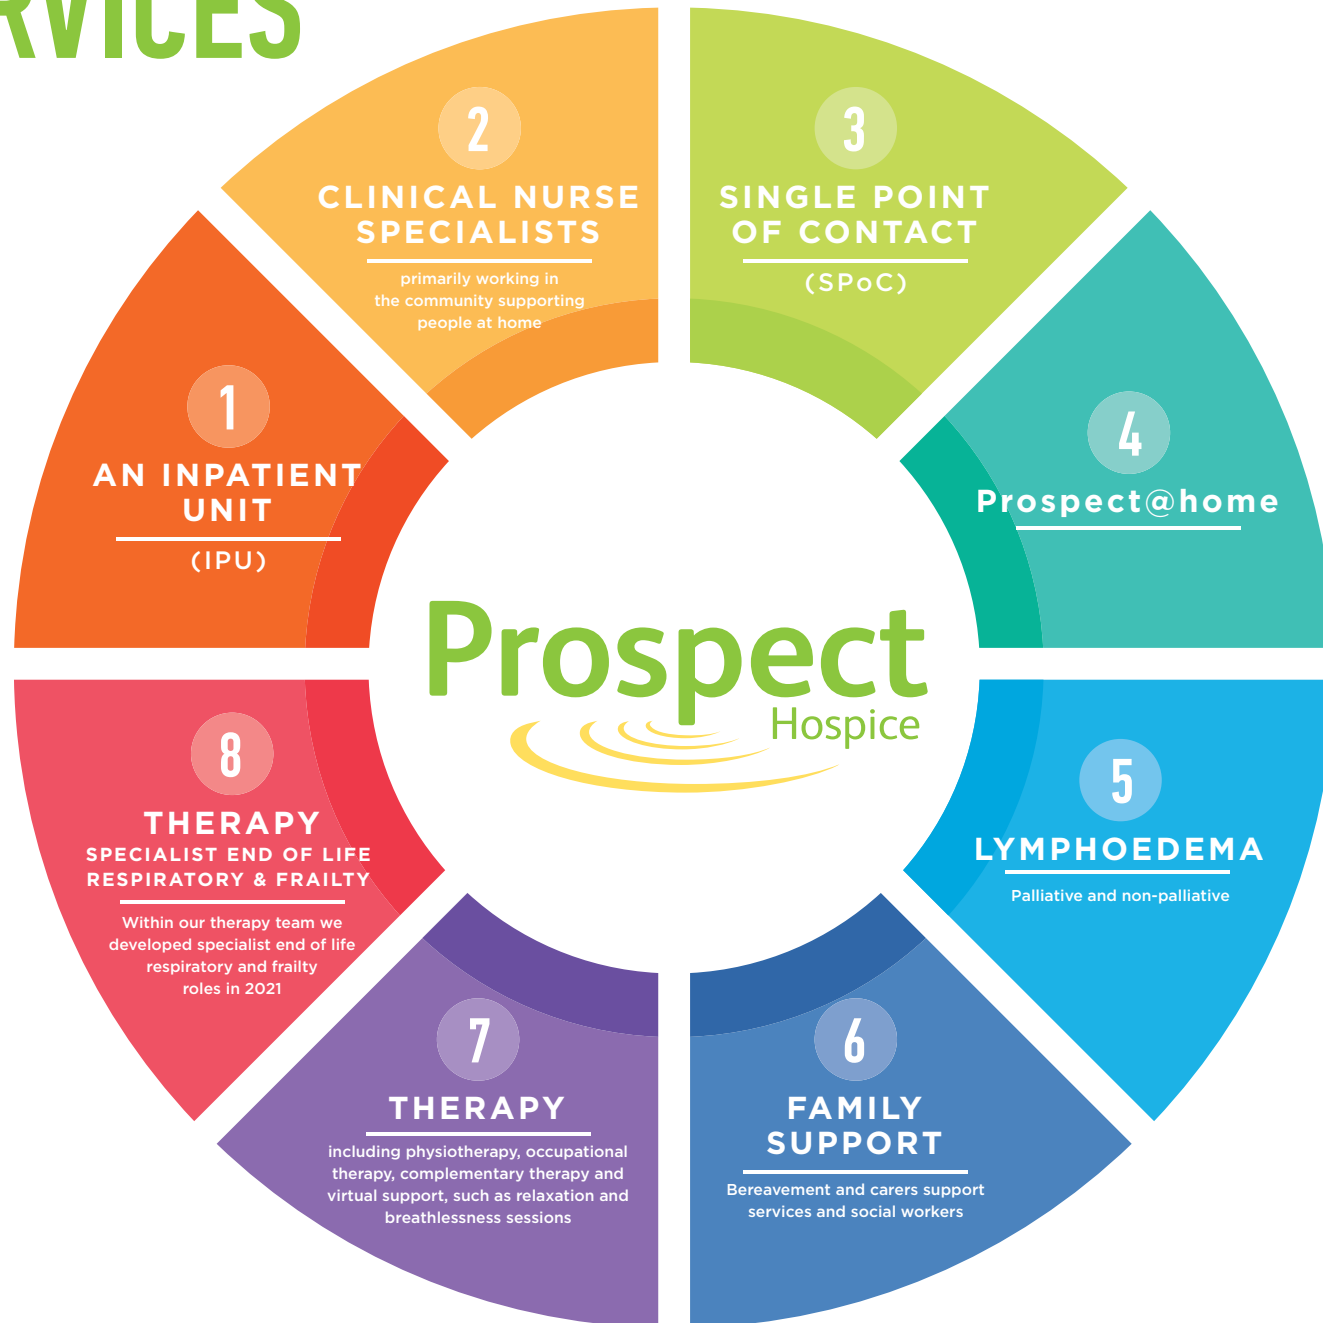 RVICES
1
AN INPATIENT
UNIT
(IPU)
2
CLINICAL NURSE
SPECIALISTS
primarily working in
the community supporting
people at home
3
SINGLE POINT
OF CONTACT
(SPoC)
4
Prospect@home
5
LYMPHOEDEMA
Palliative and non-palliative
6
FAMILY
SUPPORT
Bereavement and carers support
services and social workers
7
THERAPY
including physiotherapy, occupational
therapy, complementary therapy and
virtual support, such as relaxation and
breathlessness sessions
8
THERAPY
SPECIALIST END OF LIFE
RESPIRATORY & FRAILTY
Within our therapy team we
developed specialist end of life
respiratory and frailty
roles in 2021
Prospect
Hospice